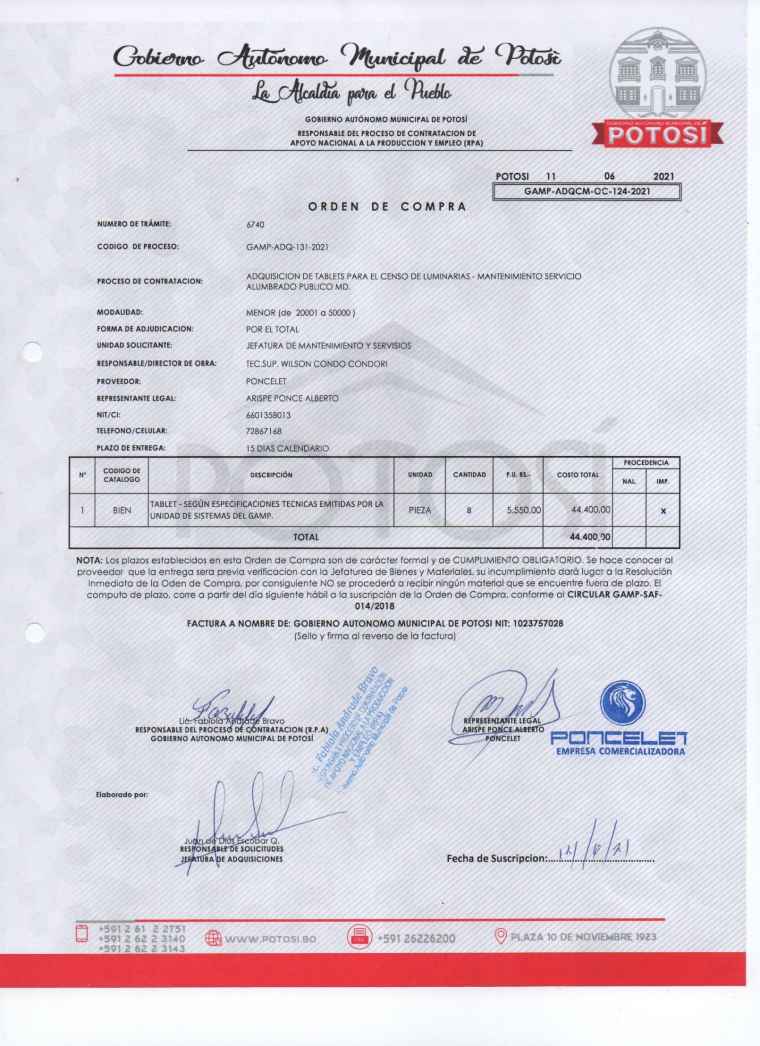 Gobierno Autónomo Municipal de Potosí
La Alcaldía para el Pueblo
GOBIERNO AUTÓNOMO MUNICIPAL DE POTOSÍ
RESPONSABLE DEL PROCESO DE CONTRATACION DE
APOYO NACIONAL A LA PRODUCCION Y EMPLEO (RPA)
GOBIERNO AUTÓNOMO MUNICIPAL DE
POTOSÍ
POTOSI 11 06 2021
GAMP-ADQCM-OC-124-2021
ORDEN DE COMPRA
NUMERO DE TRÁMITE: 6740
CODIGO DE PROCESO: GAMP-ADQ-131-2021
PROCESO DE CONTRATACION: ADQUISICION DE TABLETS PARA EL CENSO DE LUMINARIAS - MANTENIMIENTO SERVICIO
ALUMBRADO PUBLICO MD.
MODALIDAD: MENOR (de 20001 a 50000 )
FORMA DE ADJUDICACION: POR EL TOTAL
UNIDAD SOLICITANTE: JEFATURA DE MANTENIMIENTO Y SERVISIOS
RESPONSABLE/DIRECTOR DE OBRA: TEC.SUP. WILSON CONDO CONDORI
PROVEEDOR: PONCELET
REPRESENTANTE LEGAL: ARISPE PONCE ALBERTO
NIT/CI: 6601358013
TELEFONO/CELULAR: 72867168
PLAZO DE ENTREGA: 15 DIAS CALENDARIO
POTOSÍ
Nº CODIGO DE CATALOGO DESCRIPCIÓN UNIDAD CANTIDAD P.U. BS.- COSTO TOTAL PROCEDENCIA
NAL. IMP.
1 BIEN TABLET - SEGÚN ESPECIFICACIONES TECNICAS EMITIDAS POR LA
UNIDAD DE SISTEMAS DEL GAMP. PIEZA 8 5,550.00 44.400,00 x
TOTAL 44.400,00
NOTA: Los plazos establecidos en esta Orden de Compra son de carácter formal y de CUMPLIMIENTO OBLIGATORIO. Se hace conocer al
proveedor que la entrega sera previa verificacion con la Jefaturea de Bienes y Materiales, su incumplimiento dará lugar a la Resolución
Inmediata de la Oden de Compra, por consiguiente NO se procederá a recibir ningún material que se encuentre fuera de plazo. El
computo de plazo, corre a partir del día siguiente hábil a la suscripción de la Orden de Compra, conforme al CIRCULAR GAMP-SAF-
014/2018
FACTURA A NOMBRE DE: GOBIERNO AUTONOMO MUNICIPAL DE POTOSI NIT: 1023757028
(Sello y firma al reverso de la factura)
Lic. Fabiola Andrade Bravo
RESPONSABLE DEL PROCESO DE CONTRATACION (R.P.A)
GOBIERNO AUTONOMO MUNICIPAL DE POTOSÍ
Fabiola Andrade Bravo
REPRESENTANTE LEGAL
ARISPE PONCE ALBERTO
PONCELET
PONCELET
EMPRESA COMERCIALIZADORA
Elaborado por:
Juan de Dios Escobar Q.
RESPONSABLE DE SOLICITUDES
JEFATURA DE ADQUISICIONES
Fecha de Suscripcion:
+591 2 61 2 2751
+591 2 62 2 3140
+591 2 62 2 3143
WWW.POTOSI.BO
+591 26226200
PLAZA 10 DE NOVIEMBRE 1923